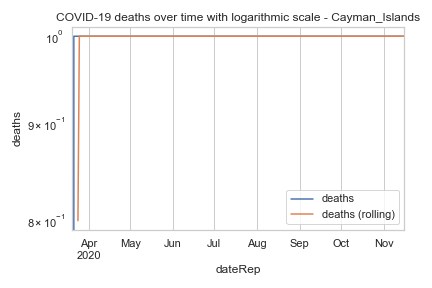 COVID-19 deaths over time with logarithmic scale - Cayman_Islands
10⁰
9 × 10⁻¹
8 × 10⁻¹
deaths
deaths
deaths (rolling)
Apr May Jun Jul Aug Sep Oct Nov
2020
dateRep